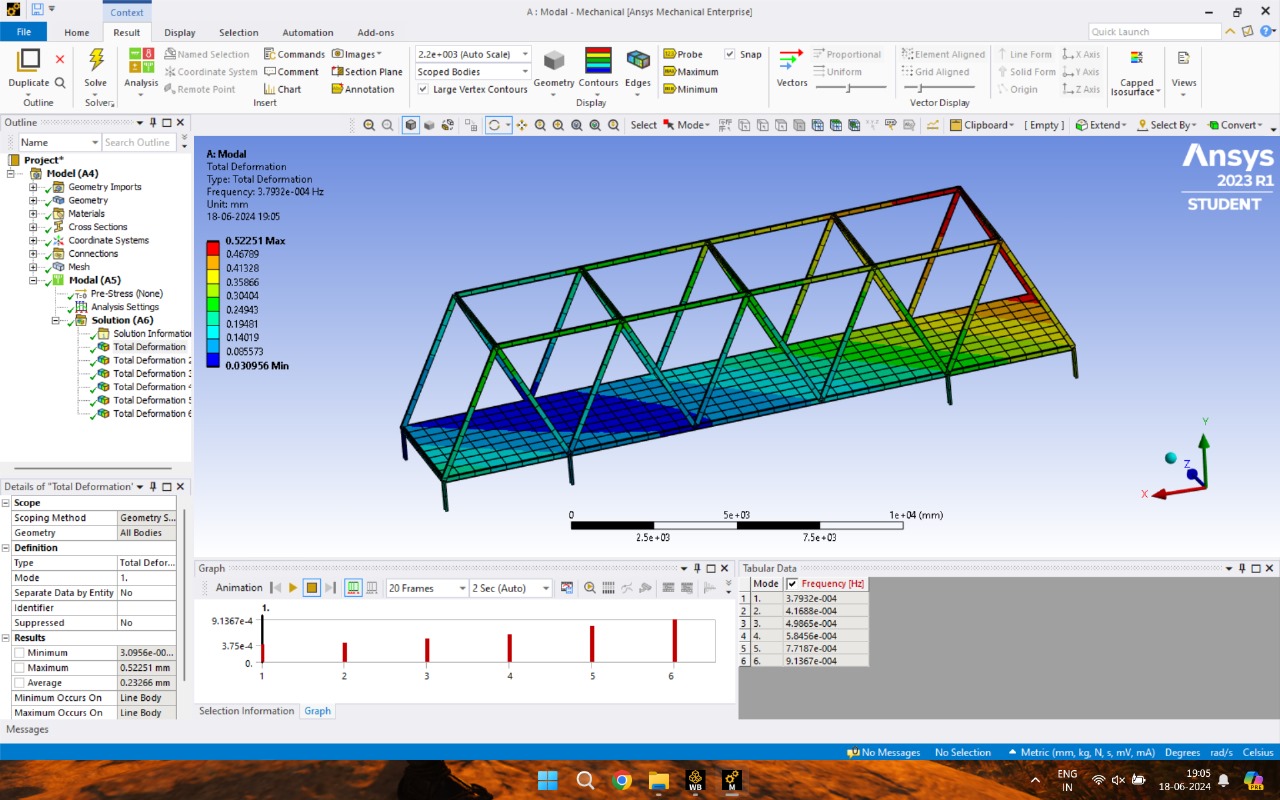 A : Modal - Mechanical [Ansys Mechanical Enterprise]
Context
File Home Result Display Selection Automation Add-ons
Quick Launch
Duplicate
Outline
Solve
Solver
Analysis
Named Selection
Coordinate System
Remote Point
Commands
Comment
Chart
Images
Section Plane
Annotation
Insert
2.2e+003 (Auto Scale)
Scoped Bodies
Large Vertex Contours
Geometry
Contours
Edges
Display
Probe
Maximum
Minimum
Snap
Vectors
Proportional
Uniform
Element Aligned
Grid Aligned
Line Form
Solid Form
Origin
X Axis
Y Axis
Z Axis
Vector Display
Capped
Isosurface
Views
Outline
Name
Search Outline
Select Mode Clipboard [ Empty ] Extend Select By Convert
Project*
Model (A4)
Geometry Imports
Geometry
Materials
Cross Sections
Coordinate Systems
Connections
Mesh
Modal (A5)
Pre-Stress (None)
Analysis Settings
Solution (A6)
Solution Information
Total Deformation
Total Deformation 2
Total Deformation 3
Total Deformation 4
Total Deformation 5
Total Deformation 6
A: Modal
Total Deformation
Type: Total Deformation
Frequency: 3.7932e-004 Hz
Unit: mm
18-06-2024 19:05
0.52251 Max
0.46789
0.41328
0.35866
0.30404
0.24943
0.19481
0.14019
0.085573
0.030956 Min
Ansys
2023 R1
STUDENT
Y
Z
X
0 5e+03 1e+04 (mm)
2.5e+03 7.5e+03
Details of "Total Deformation"
Scope
Scoping Method Geometry S...
Geometry All Bodies
Definition
Type Total Defor...
Mode 1.
Separate Data by Entity No
Identifier
Suppressed No
Results
Minimum 3.0956e-00...
Maximum 0.52251 mm
Average 0.23266 mm
Minimum Occurs On Line Body
Maximum Occurs On Line Body
Graph
Animation 20 Frames 2 Sec (Auto)
1.
9.1367e-4
3.75e-4
0.
1 2 3 4 5 6
Selection Information Graph
Tabular Data
Mode Frequency [Hz]
1 1. 3.7932e-004
2 2. 4.1688e-004
3 3. 4.9865e-004
4 4. 5.8456e-004
5 5. 7.7187e-004
6 6. 9.1367e-004
Messages
No Messages No Selection Metric (mm, kg, N, s, mV, mA) Degrees rad/s Celsius
WB
M
ENG
IN
19:05
18-06-2024
PRE